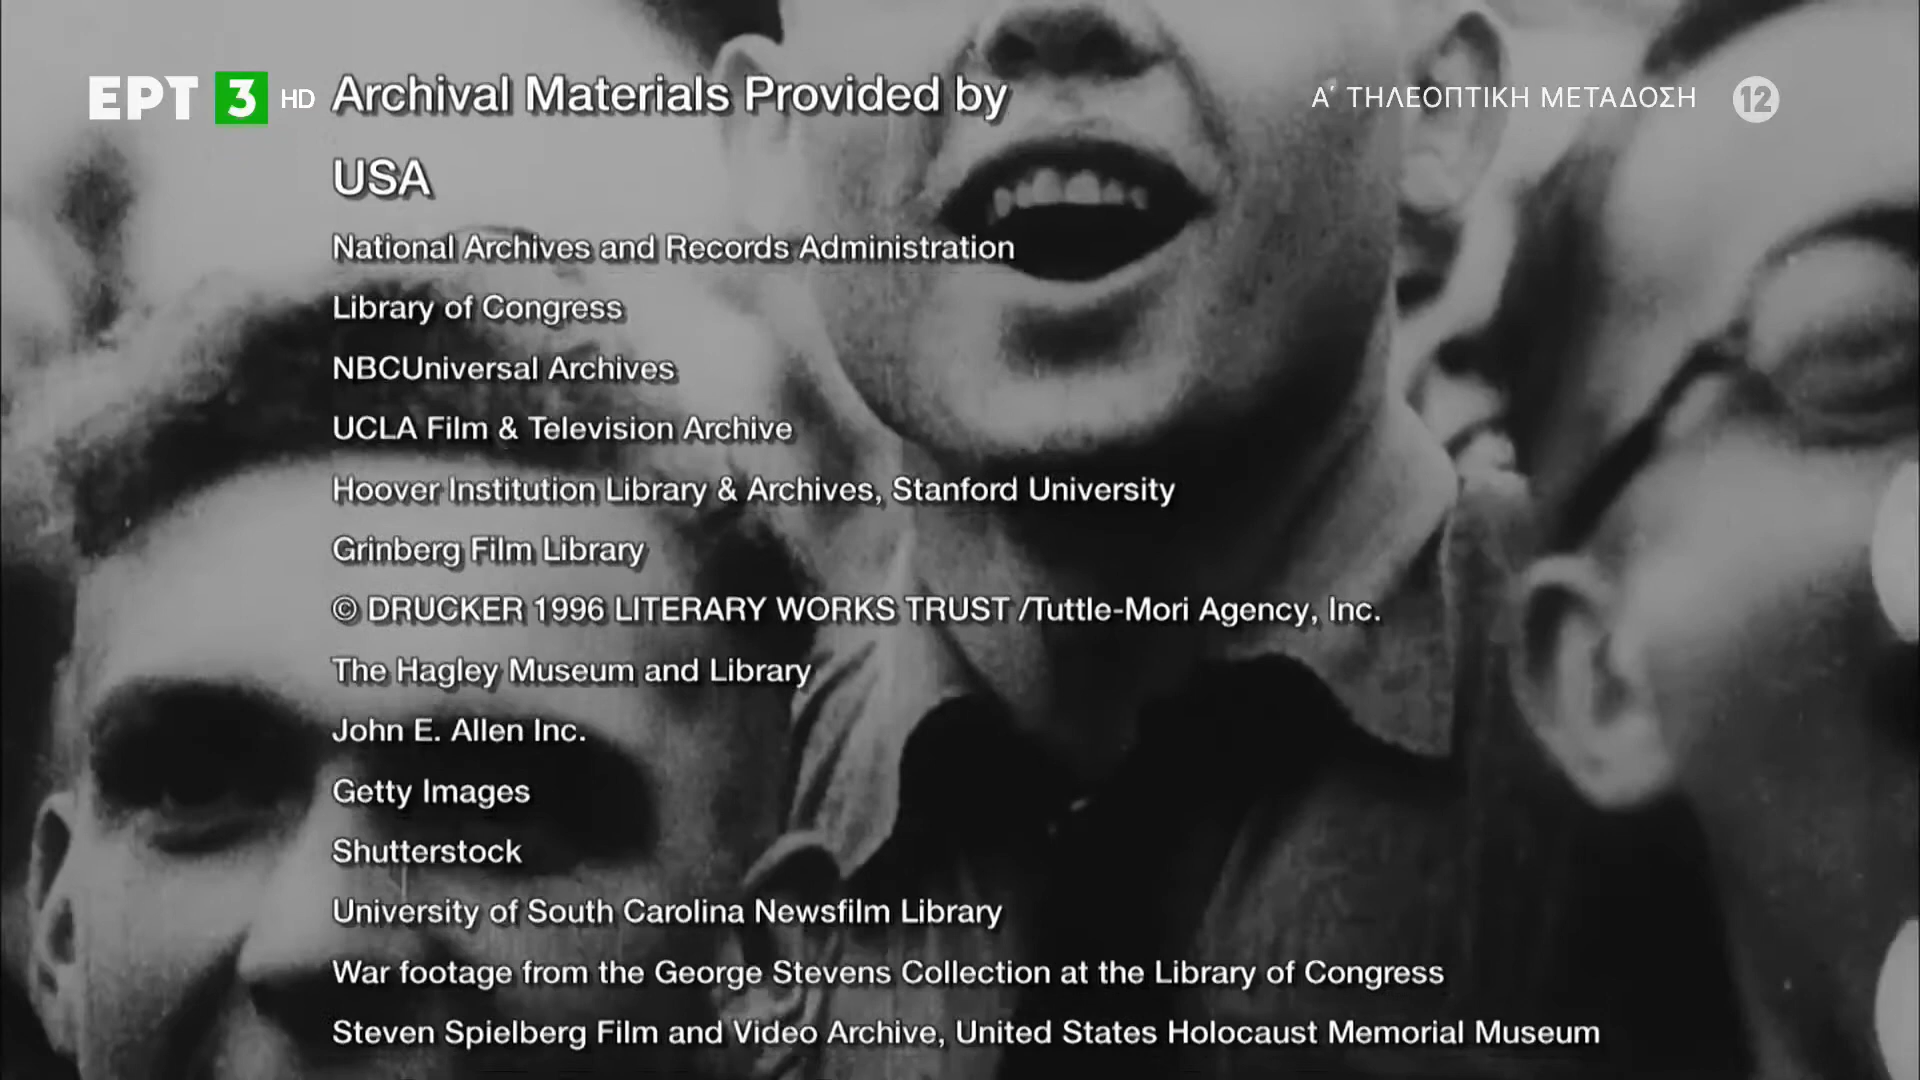 ΕΡΤ 3 HD
Archival Materials Provided by
Α΄ ΤΗΛΕΟΠΤΙΚΗ ΜΕΤΑΔΟΣΗ 12
USA
National Archives and Records Administration
Library of Congress
NBCUniversal Archives
UCLA Film & Television Archive
Hoover Institution Library & Archives, Stanford University
Grinberg Film Library
© DRUCKER 1996 LITERARY WORKS TRUST /Tuttle-Mori Agency, Inc.
The Hagley Museum and Library
John E. Allen Inc.
Getty Images
Shutterstock
University of South Carolina Newsfilm Library
War footage from the George Stevens Collection at the Library of Congress
Steven Spielberg Film and Video Archive, United States Holocaust Memorial Museum